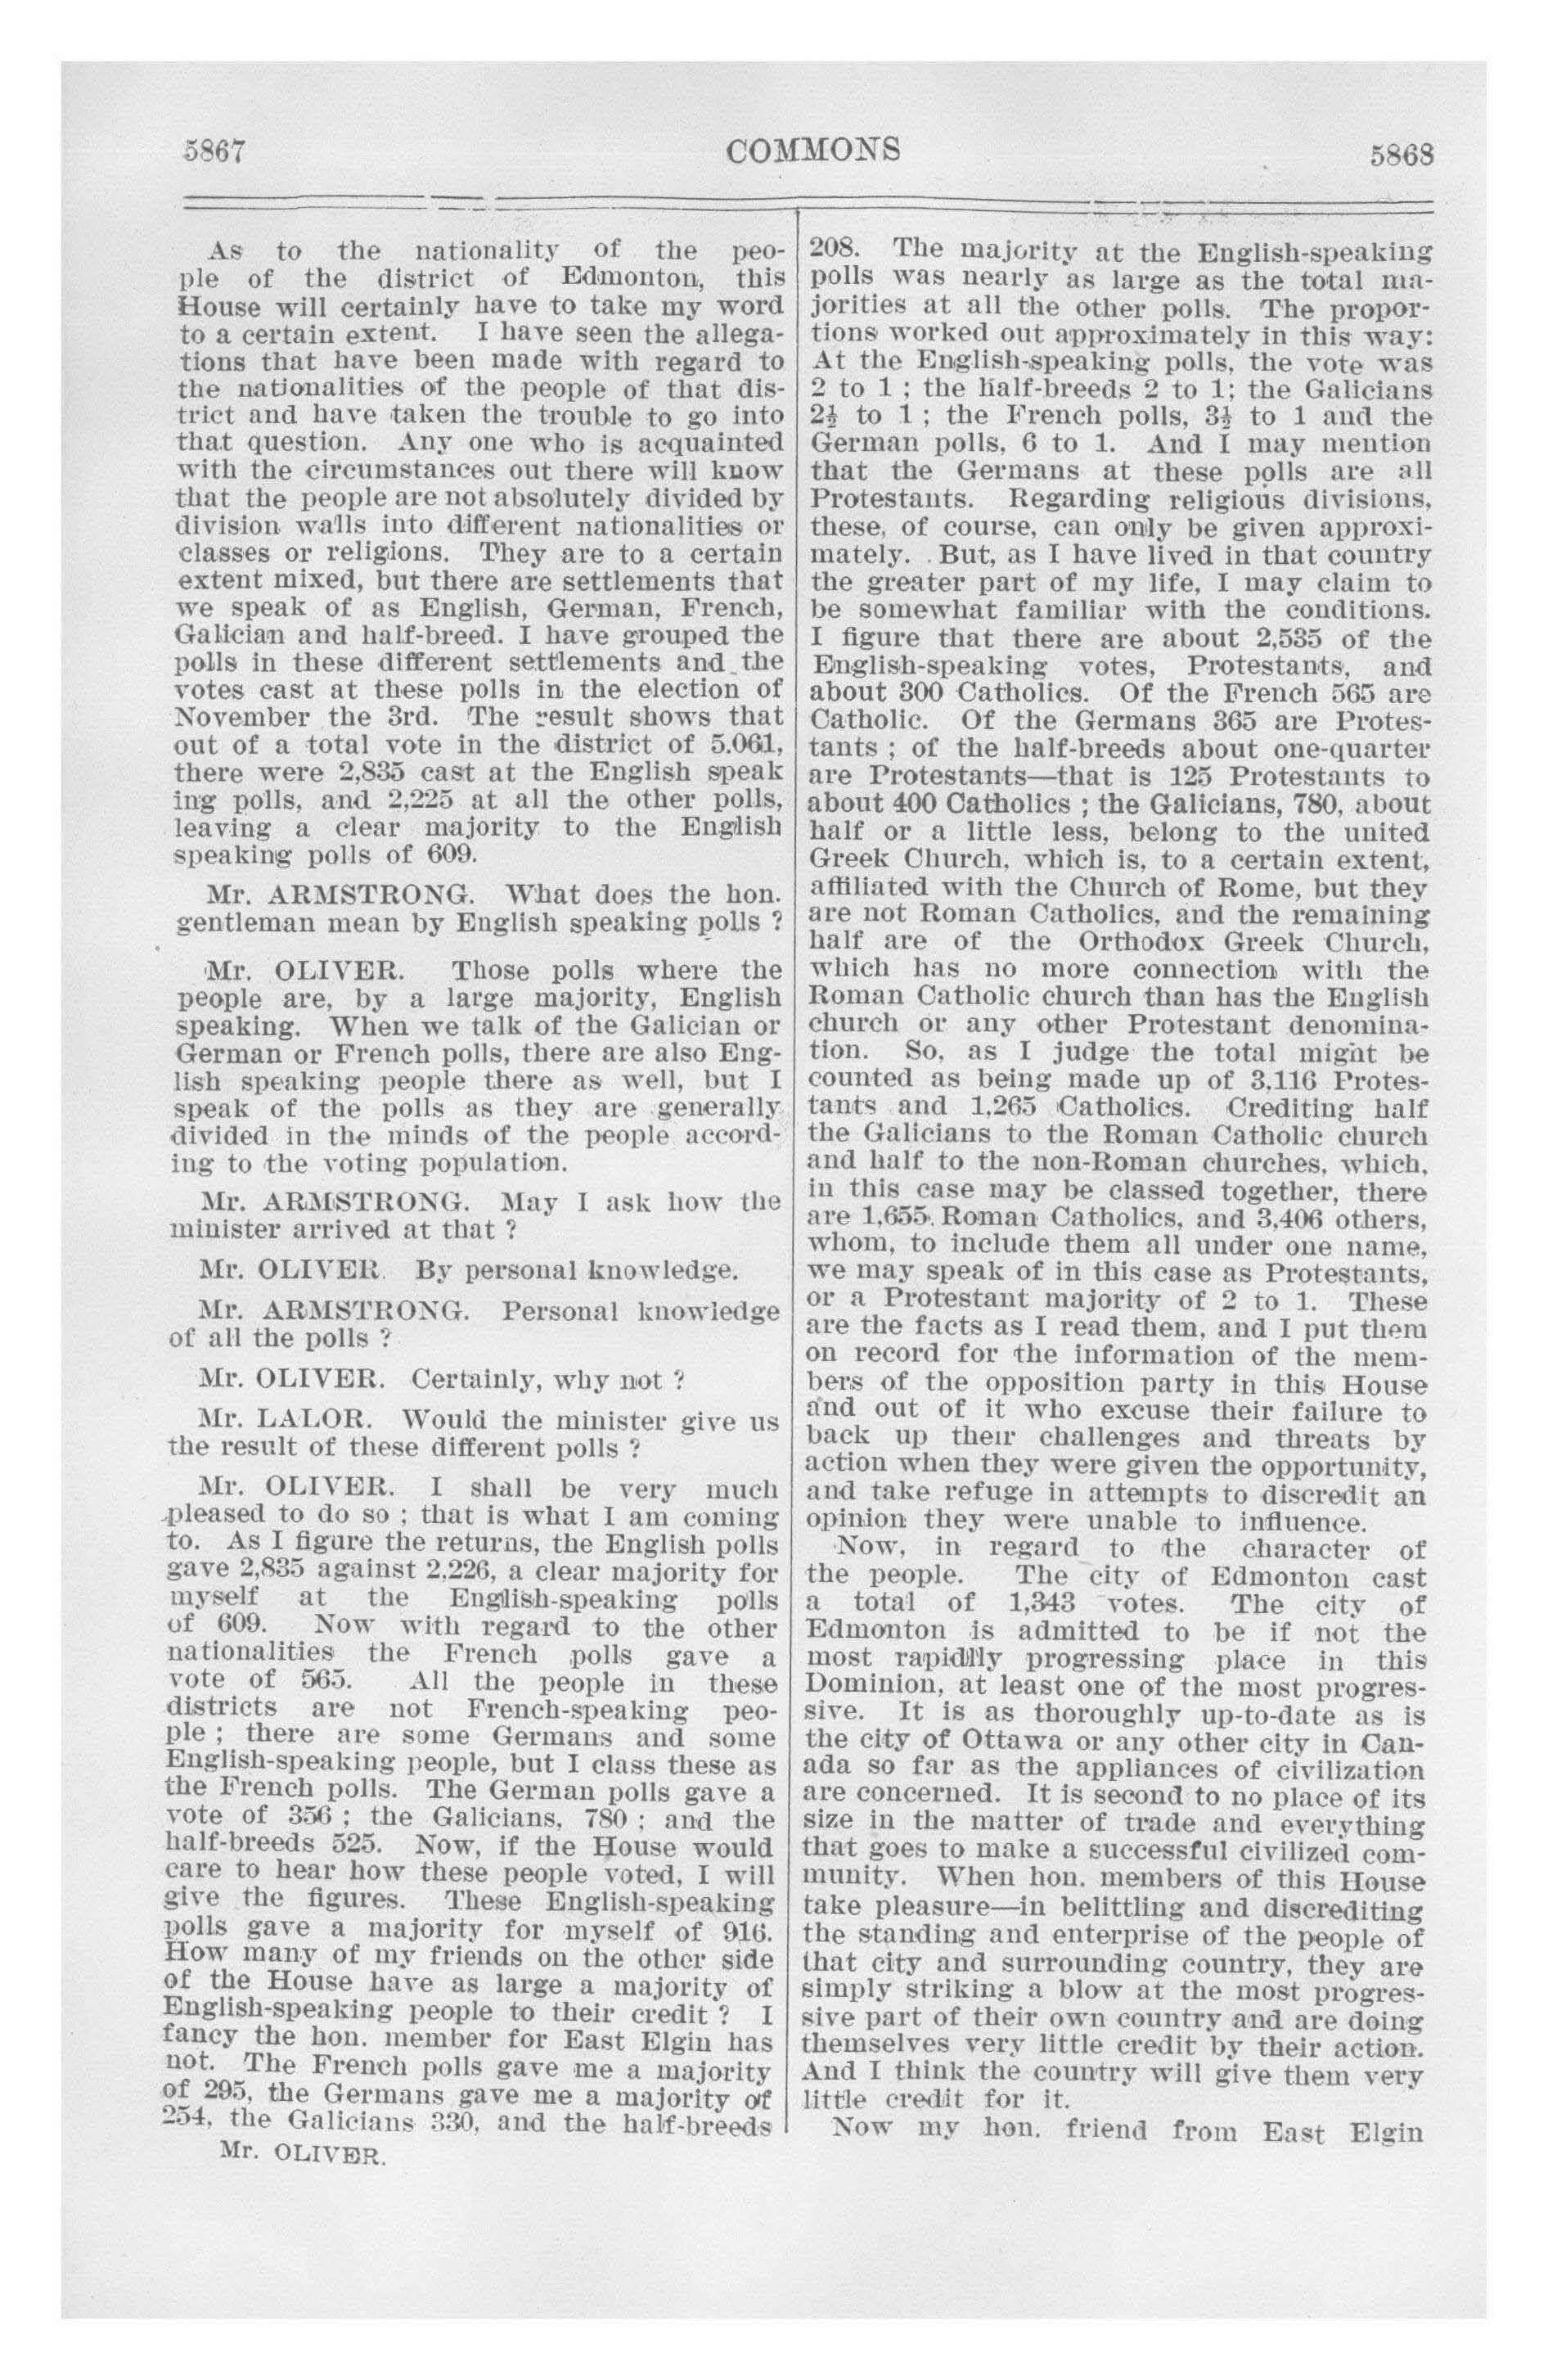 5867
COMMONS
5868
As to the nationality of the peo-
ple of the district of Edmonton, this
House will certainly have to take my word
to a certain extent. I have seen the allega-
tions that have been made with regard to
the nationalities of the people of that dis-
trict and have taken the trouble to go into
that question. Any one who is acquainted
with the circumstances out there will know
that the people are not absolutely divided by
division walls into different nationalities or
classes or religions. They are to a certain
extent mixed, but there are settlements that
we speak of as English, German, French,
Galician and half-breed. I have grouped the
polls in these different settlements and the
votes cast at these polls in the election of
November the 3rd. The result shows that
out of a total vote in the district of 5.061,
there were 2,835 cast at the English speak
ing polls, and 2,225 at all the other polls,
leaving a clear majority to the English
speaking polls of 609.
Mr. ARMSTRONG. What does the hon.
gentleman mean by English speaking polls ?
Mr. OLIVER. Those polls where the
people are, by a large majority, English
speaking. When we talk of the Galician or
German or French polls, there are also Eng-
lish speaking people there as well, but I
speak of the polls as they are generally
divided in the minds of the people accord-
ing to the voting population.
Mr. ARMSTRONG. May I ask how the
minister arrived at that ?
Mr. OLIVER. By personal knowledge.
Mr. ARMSTRONG. Personal knowledge
of all the polls ?
Mr. OLIVER. Certainly, why not ?
Mr. LALOR. Would the minister give us
the result of these different polls ?
Mr. OLIVER. I shall be very much
pleased to do so ; that is what I am coming
to. As I figure the returns, the English polls
gave 2,835 against 2,226, a clear majority for
myself at the English-speaking polls
of 609. Now with regard to the other
nationalities the French polls gave a
vote of 565. All the people in these
districts are not French-speaking peo-
ple ; there are some Germans and some
English-speaking people, but I class these as
the French polls. The German polls gave a
vote of 356 ; the Galicians, 780 ; and the
half-breeds 525. Now, if the House would
care to hear how these people voted, I will
give the figures. These English-speaking
polls gave a majority for myself of 916.
How many of my friends on the other side
of the House have as large a majority of
English-speaking people to their credit ? I
fancy the hon. member for East Elgin has
not. The French polls gave me a majority
of 295, the Germans gave me a majority of
254, the Galicians 330, and the half-breeds
Mr. OLIVER.
208. The majority at the English-speaking
polls was nearly as large as the total ma-
jorities at all the other polls. The propor-
tions worked out approximately in this way:
At the English-speaking polls, the vote was
2 to 1 ; the half-breeds 2 to 1; the Galicians
2½ to 1 ; the French polls, 3½ to 1 and the
German polls, 6 to 1. And I may mention
that the Germans at these polls are all
Protestants. Regarding religious divisions,
these, of course, can only be given approxi-
mately. But, as I have lived in that country
the greater part of my life, I may claim to
be somewhat familiar with the conditions.
I figure that there are about 2,535 of the
English-speaking votes, Protestants, and
about 300 Catholics. Of the French 565 are
Catholic. Of the Germans 365 are Protes-
tants ; of the half-breeds about one-quarter
are Protestants—that is 125 Protestants to
about 400 Catholics ; the Galicians, 780, about
half or a little less, belong to the united
Greek Church, which is, to a certain extent,
affiliated with the Church of Rome, but they
are not Roman Catholics, and the remaining
half are of the Orthodox Greek Church,
which has no more connection with the
Roman Catholic church than has the English
church or any other Protestant denomina-
tion. So, as I judge the total might be
counted as being made up of 3,116 Protes-
tants and 1,265 Catholics. Crediting half
the Galicians to the Roman Catholic church
and half to the non-Roman churches, which,
in this case may be classed together, there
are 1,655, Roman Catholics, and 3,406 others,
whom, to include them all under one name,
we may speak of in this case as Protestants,
or a Protestant majority of 2 to 1. These
are the facts as I read them, and I put them
on record for the information of the mem-
bers of the opposition party in this House
and out of it who excuse their failure to
back up their challenges and threats by
action when they were given the opportunity,
and take refuge in attempts to discredit an
opinion they were unable to influence.
Now, in regard to the character of
the people. The city of Edmonton cast
a total of 1,343 votes. The city of
Edmonton is admitted to be if not the
most rapidlly progressing place in this
Dominion, at least one of the most progres-
sive. It is as thoroughly up-to-date as is
the city of Ottawa or any other city in Can-
ada so far as the appliances of civilization
are concerned. It is second to no place of its
size in the matter of trade and everything
that goes to make a successful civilized com-
munity. When hon. members of this House
take pleasure—in belittling and discrediting
the standing and enterprise of the people of
that city and surrounding country, they are
simply striking a blow at the most progres-
sive part of their own country and are doing
themselves very little credit by their action.
And I think the country will give them very
little credit for it.
Now my hon. friend from East Elgin